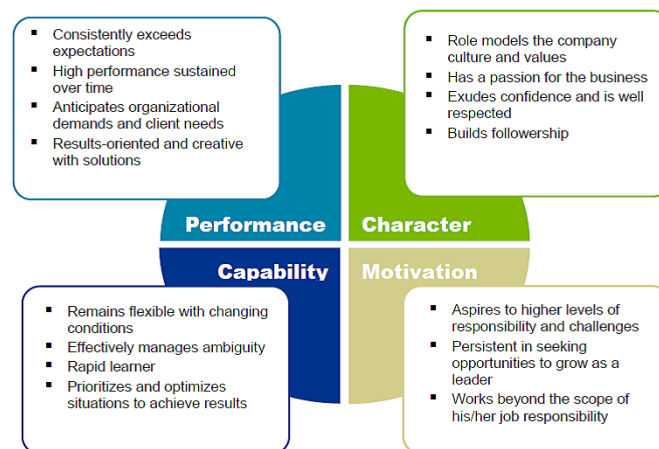 ▪ Consistently exceeds
expectations
▪ High performance sustained
over time
▪ Anticipates organizational
demands and client needs
▪ Results-oriented and creative
with solutions
▪ Role models the company
culture and values
▪ Has a passion for the business
▪ Exudes confidence and is well
respected
▪ Builds followership
Performance
Character
Capability
Motivation
▪ Remains flexible with changing
conditions
▪ Effectively manages ambiguity
▪ Rapid learner
▪ Prioritizes and optimizes
situations to achieve results
▪ Aspires to higher levels of
responsibility and challenges
▪ Persistent in seeking
opportunities to grow as a
leader
▪ Works beyond the scope of
his/her job responsibility